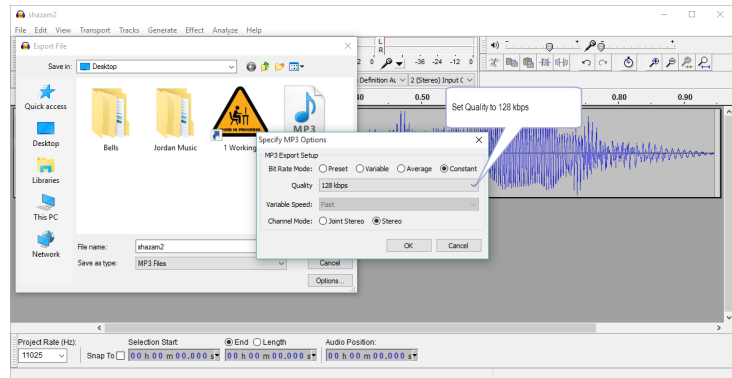 shazam2
File Edit View Transport Tracks Generate Effect Analyze Help
Export File
L
R
2 0 -36 -24 -12 0
Save in: Desktop
2 (Stereo) Input C
0.50 0.80 0.90
Set Quality to 128 kbps
Quick access
Desktop
Libraries
This PC
Network
WORK IN PROGRESS
MP3
Bells Jordan Music 1 Working
Specify MP3 Options
MP3 Export Setup
Bit Rate Mode: Preset Variable Average Constant
Quality 128 kbps
Variable Speed: Fast
Channel Mode: Joint Stereo Stereo
OK Cancel
File name: shazam2
Save as type: MP3 Files
Cancel
Options...
Project Rate (Hz): Selection Start: End Length Audio Position:
11025 Snap To 00 h 00 m 00.000 s 00 h 00 m 00.000 s 00 h 00 m 00.000 s